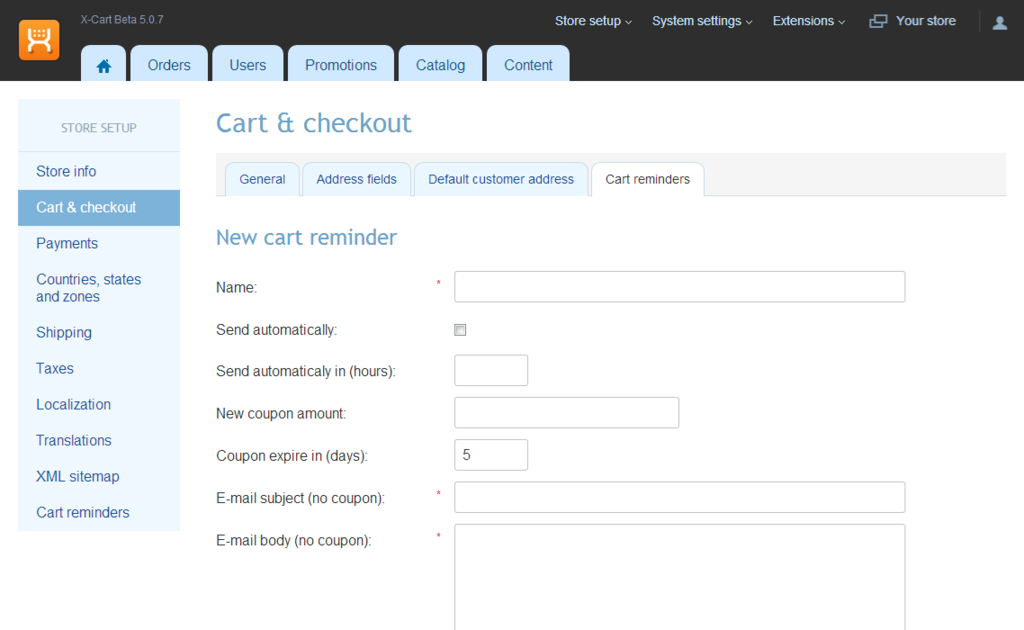 X-Cart Beta 5.0.7
Store setup
System settings
Extensions
Your store
Orders
Users
Promotions
Catalog
Content
STORE SETUP
Store info
Cart & checkout
Payments
Countries, states
and zones
Shipping
Taxes
Localization
Translations
XML sitemap
Cart reminders
Cart & checkout
General
Address fields
Default customer address
Cart reminders
New cart reminder
Name: *
Send automatically:
Send automaticaly in (hours):
New coupon amount:
Coupon expire in (days): 5
E-mail subject (no coupon): *
E-mail body (no coupon): *